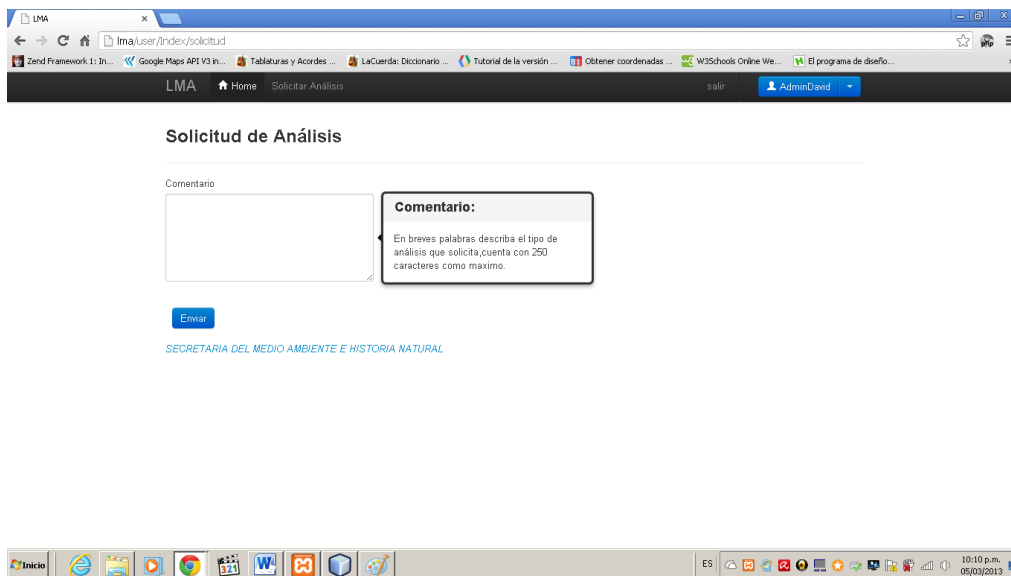 LMA
lma/user/Index/solicitud
Zend Framework 1: In... Google Maps API V3 in... Tablaturas y Acordes ... LaCuerda: Diccionario ... Tutorial de la versión ... Obtener coordenadas ... W3Schools Online We... El programa de diseño...
LMA Home Solicitar Análisis salir AdminDavid
Solicitud de Análisis
Comentario
Comentario:
En breves palabras describa el tipo de
análisis que solicita,cuenta con 250
caracteres como maximo.
Enviar
SECRETARIA DEL MEDIO AMBIENTE E HISTORIA NATURAL
Inicio ES 10:10 p.m.
05/03/2013